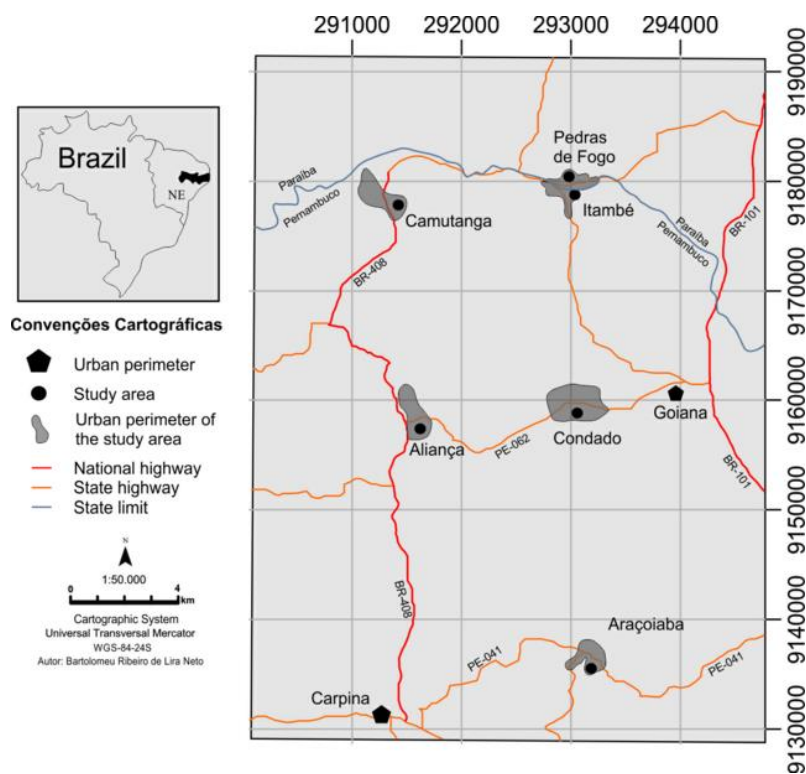 291000 292000 293000 294000
9190000
9180000
9170000
9160000
9150000
9140000
9130000
Brazil
NE
Convenções Cartográficas
Urban perimeter
Study area
Urban perimeter of
the study area
National highway
State highway
State limit
N
1:50.000
0 4
km
Cartographic System
Universal Transversal Mercator
WGS-84-24S
Autor: Bartolomeu Ribeiro de Lira Neto
Pedras
de Fogo
Paraíba
Pernambuco
Camutanga
Itambé
Paraíba
Pernambuco
BR-101
BR-408
Aliança
PE-062
Condado
Goiana
BR-101
BR-408
Araçoiaba
PE-041
PE-041
Carpina